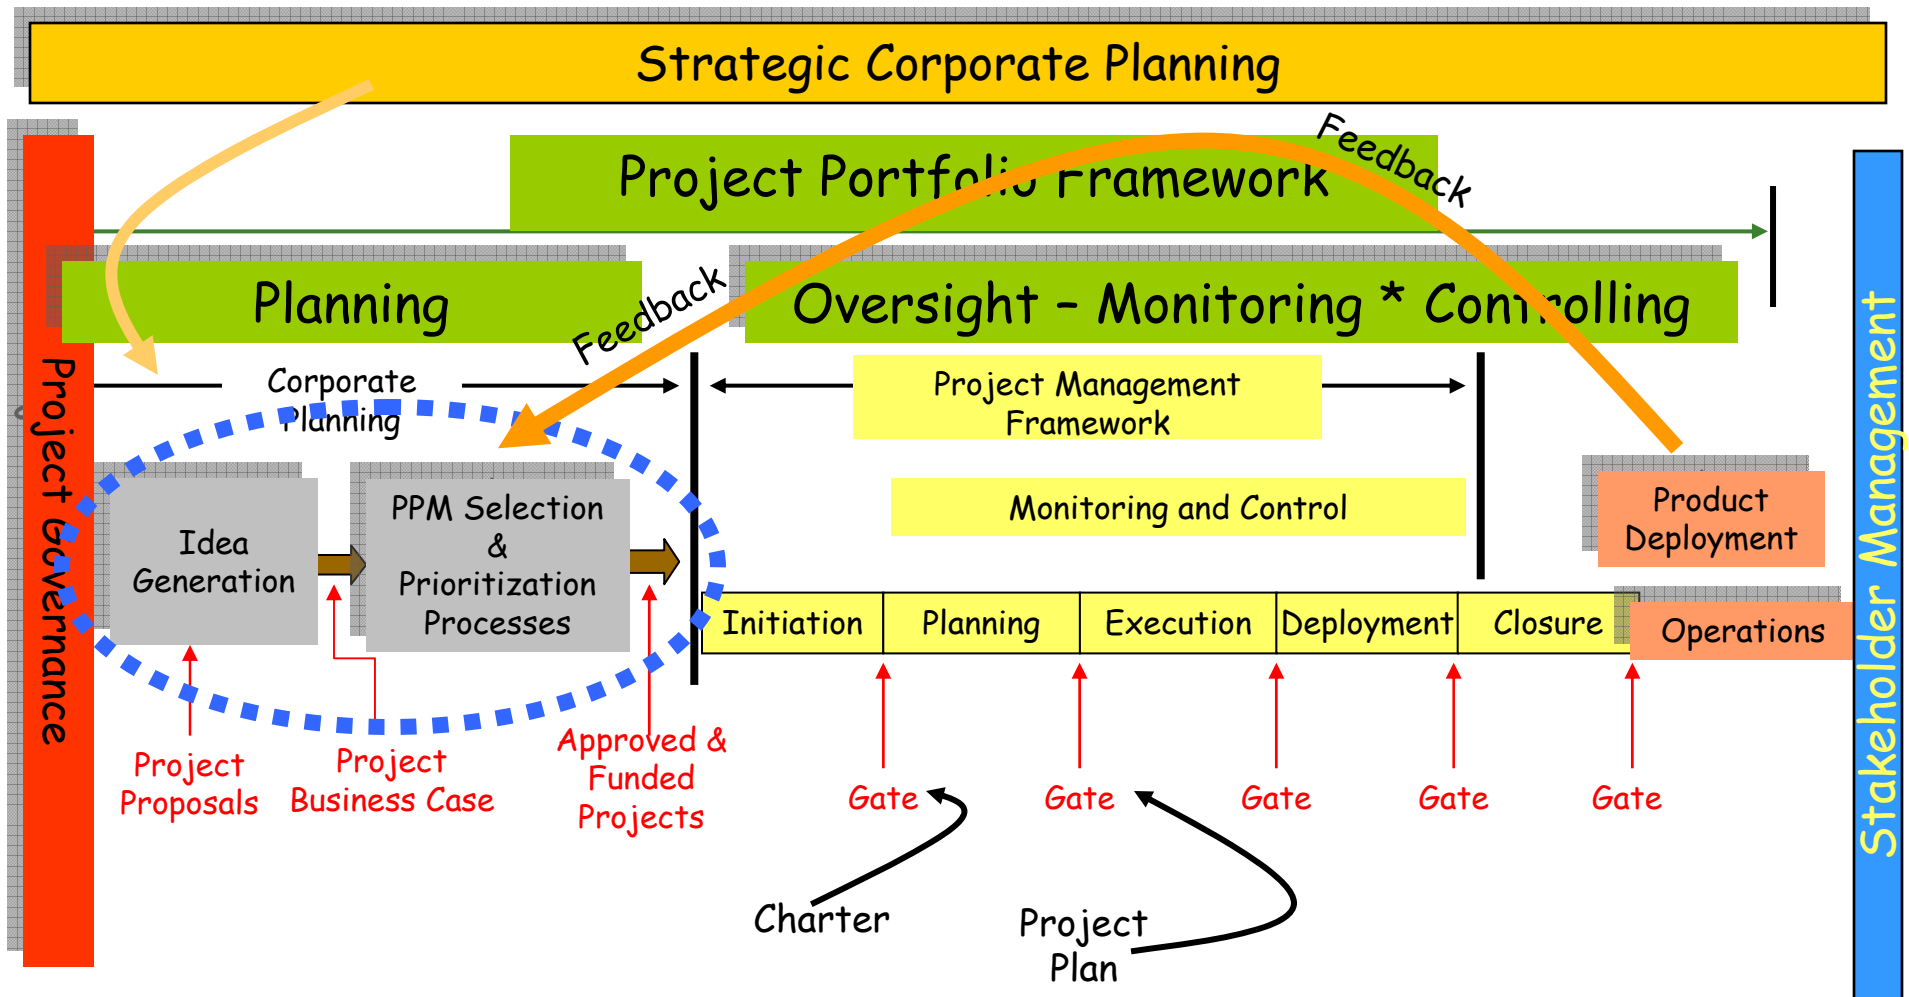 Strategic Corporate Planning
Project Portfolio Framework
Feedback
Planning
Feedback
Oversight – Monitoring * Controlling
Project Governance
Corporate
Planning
Project Management
Framework
Monitoring and Control
Idea
Generation
PPM Selection
&
Prioritization
Processes
Product
Deployment
Initiation
Planning
Execution
Deployment
Closure
Operations
Stakeholder Management
Project
Proposals
Project
Business Case
Approved &
Funded
Projects
Gate
Gate
Gate
Gate
Gate
Charter
Project
Plan